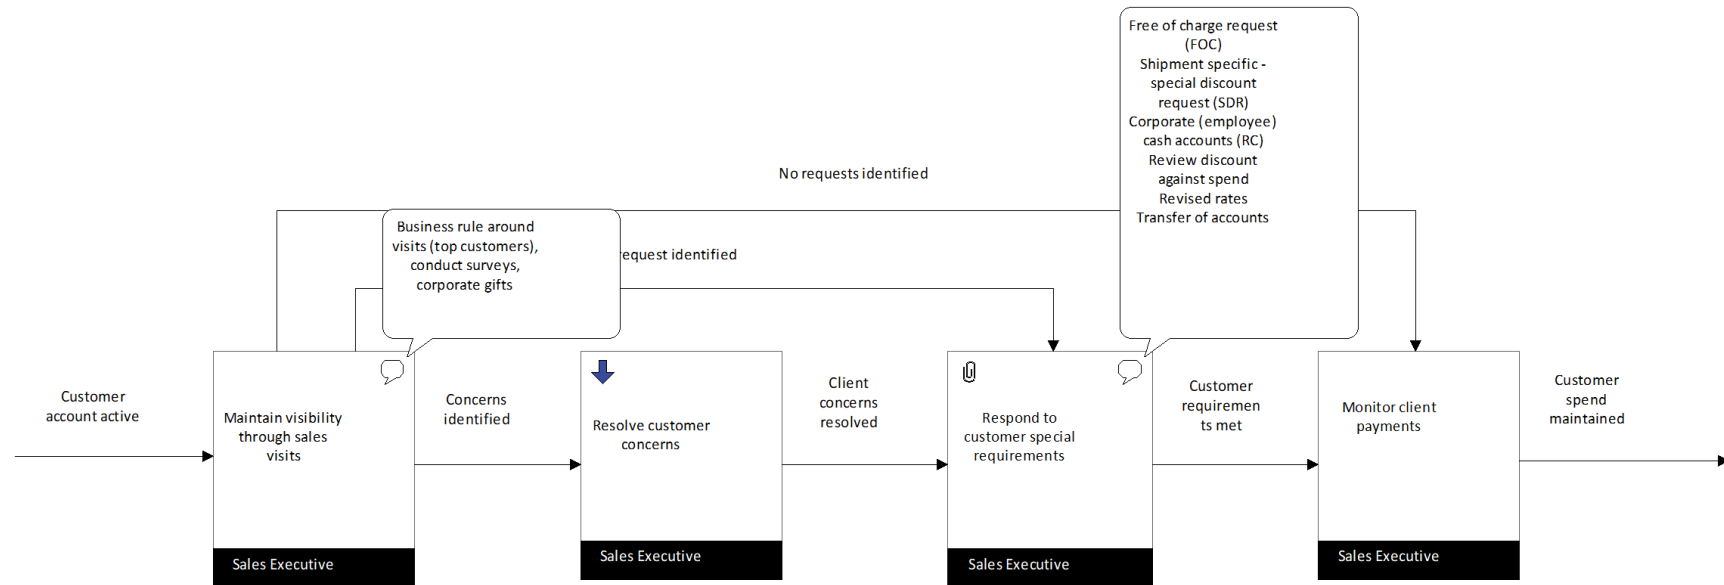 Free of charge request
(FOC)
Shipment specific -
special discount
request (SDR)
Corporate (employee)
cash accounts (RC)
Review discount
against spend
Revised rates
Transfer of accounts
No requests identified
Business rule around
visits (top customers),
conduct surveys,
corporate gifts
request identified
Customer
account active
Maintain visibility
through sales
visits
Sales Executive
Concerns
identified
Resolve customer
concerns
Sales Executive
Client
concerns
resolved
Respond to
customer special
requirements
Sales Executive
Customer
requiremen
ts met
Monitor client
payments
Sales Executive
Customer
spend
maintained